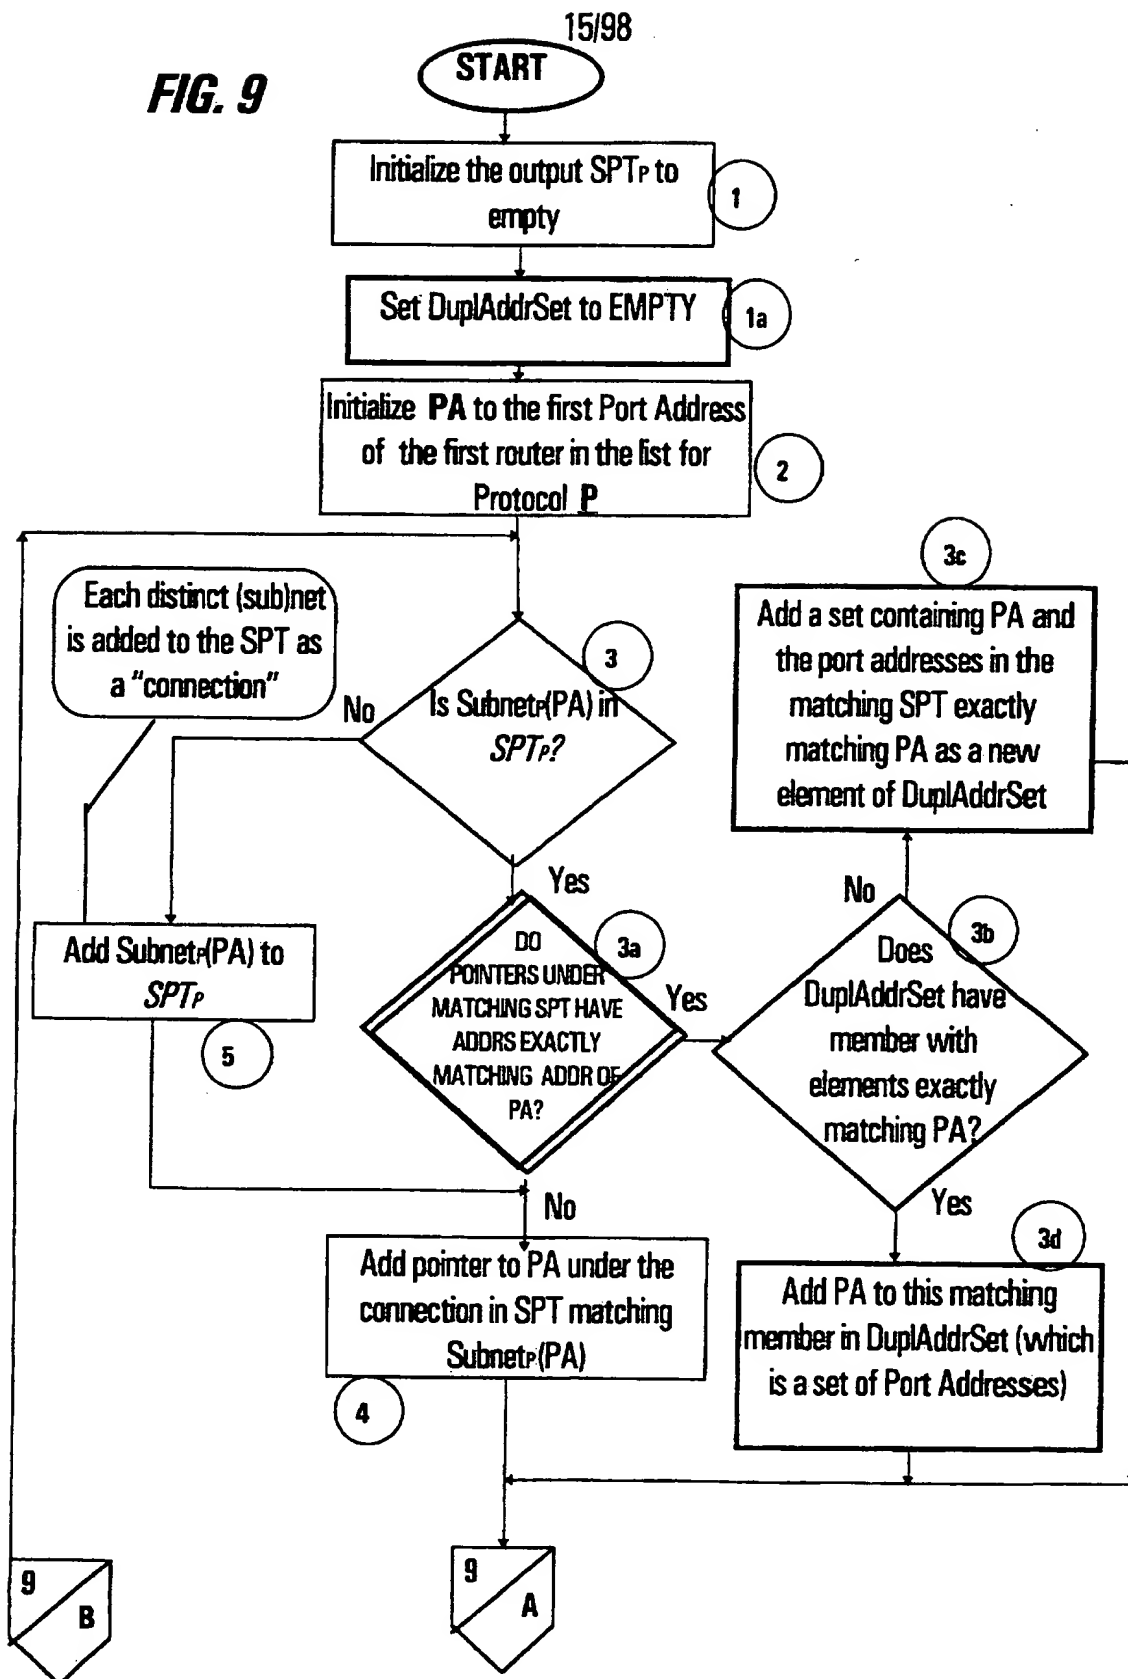 15/98
FIG. 9
START
Initialize the output SPTP to
empty
1
Set DuplAddrSet to EMPTY
1a
Initialize PA to the first Port Address
of the first router in the list for
Protocol P
2
Each distinct (sub)net
is added to the SPT as
a "connection"
3
Is SubnetP(PA) in
SPTP?
No
Yes
3c
Add a set containing PA and
the port addresses in the
matching SPT exactly
matching PA as a new
element of DuplAddrSet
Add SubnetP(PA) to
SPTP
5
3a
DO
POINTERS UNDER
MATCHING SPT HAVE
ADDRS EXACTLY
MATCHING ADDR OF
PA?
Yes
No
3b
Does
DuplAddrSet have
member with
elements exactly
matching PA?
No
Yes
Add pointer to PA under the
connection in SPT matching
SubnetP(PA)
4
3d
Add PA to this matching
member in DuplAddrSet (which
is a set of Port Addresses)
9
B
9
A